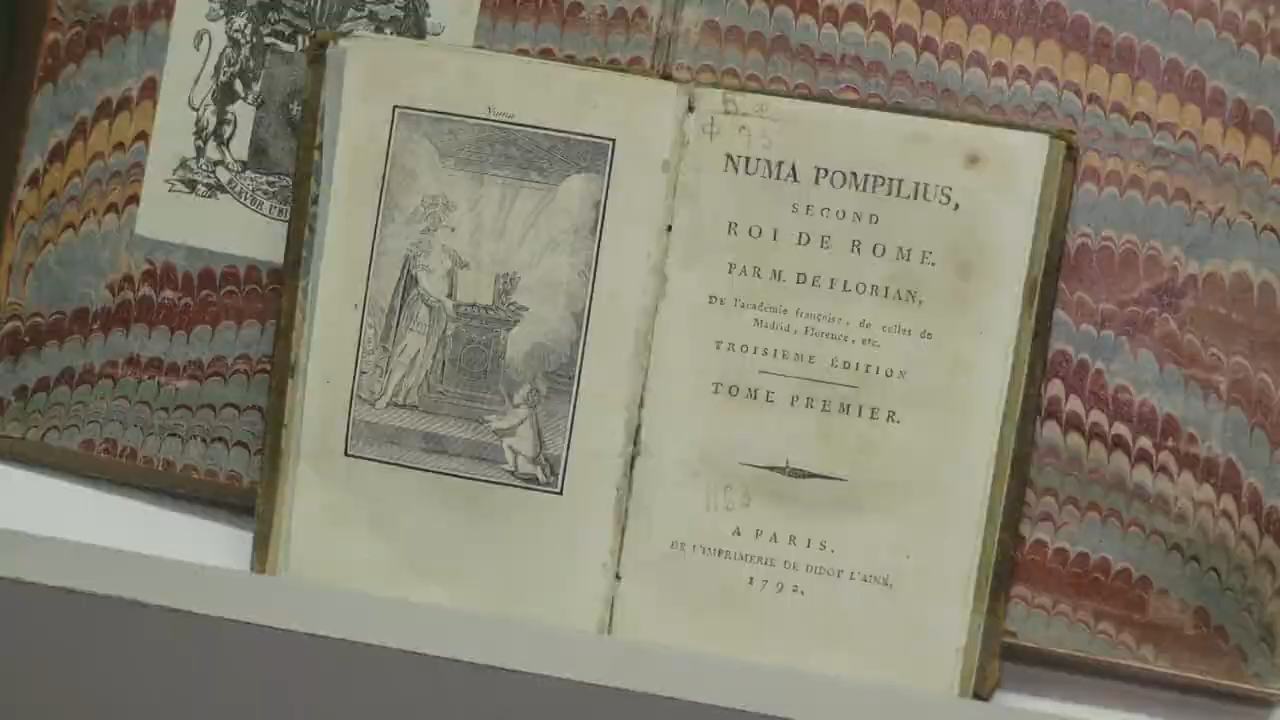 Numa
NUMA POMPILIUS,
SECOND
ROI DE ROME.
PAR M. DE FLORIAN,
De l'académie françoise, de celles de
Madrid, Florence, etc.
TROISIEME ÉDITION
TOME PREMIER.
A PARIS,
DE L'IMPRIMERIE DE DIDOT L'AINÉ,
1792.